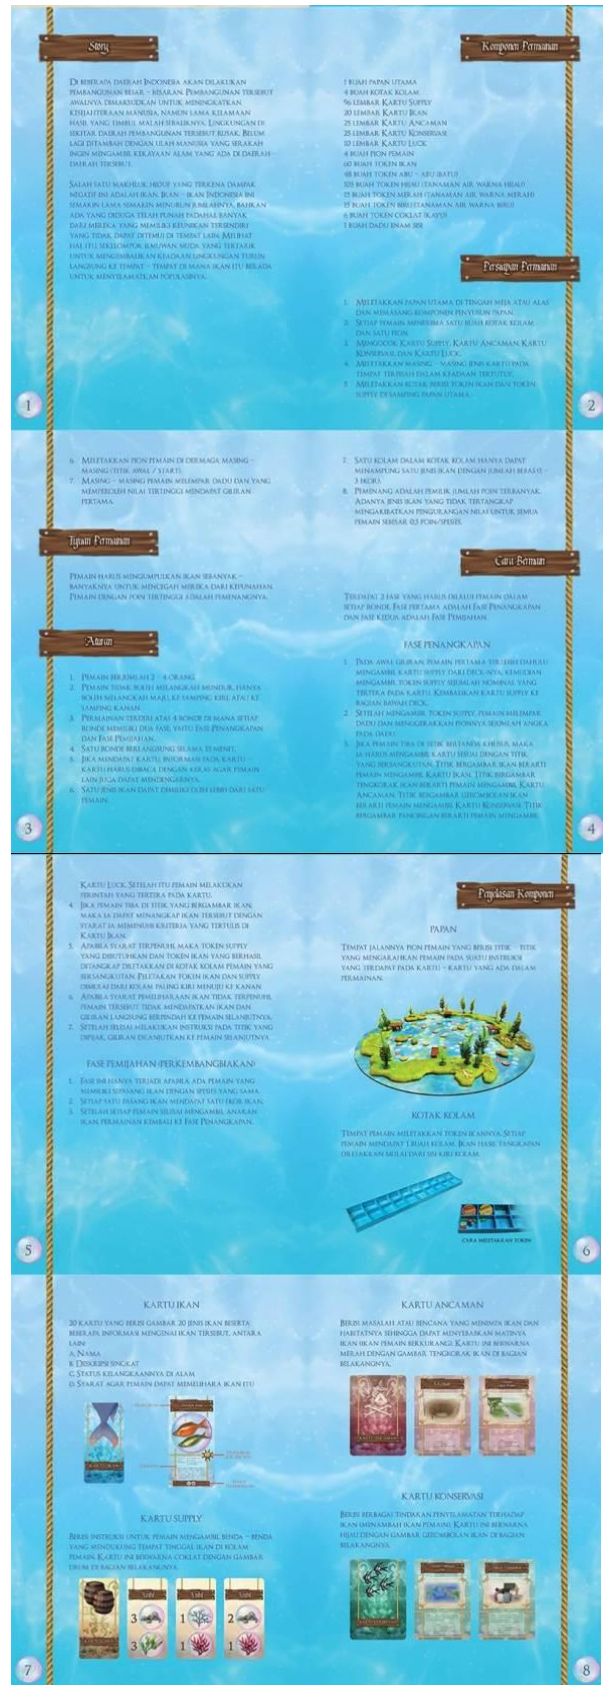 Story
DI BEBERAPA DAERAH INDONESIA AKAN DILAKUKAN
PEMBANGUNAN BESAR – BESARAN. PEMBANGUNAN TERSEBUT
AWALNYA DIMAKSUDKAN UNTUK MENINGKATKAN
KESEJAHTERAAN MANUSIA, NAMUN LAMA KELAMAAN
HASIL YANG TIMBUL MALAH SEBALIKNYA. LINGKUNGAN DI
SEKITAR DAERAH PEMBANGUNAN TERSEBUT RUSAK. BELUM
LAGI DITAMBAH DENGAN ULAH MANUSIA YANG SERAKAH
INGIN MENGAMBIL KEKAYAAN ALAM YANG ADA DI DAERAH –
DAERAH TERSEBUT.
SALAH SATU MAKHLUK HIDUP YANG TERKENA DAMPAK
NEGATIF INI ADALAH IKAN. IKAN – IKAN INDONESIA INI
SEMAKIN LAMA SEMAKIN MENURUN JUMLAHNYA, BAHKAN
ADA YANG DIDUGA TELAH PUNAH PADAHAL BANYAK
DARI MEREKA YANG MEMILIKI KEUNIKAN TERSENDIRI
YANG TIDAK DAPAT DITEMUI DI TEMPAT LAIN. MELIHAT
HAL ITU, SEKELOMPOK ILMUWAN MUDA YANG TERTARIK
UNTUK MENGEMBALIKAN KEADAAN LINGKUNGAN TURUN
LANGSUNG KE TEMPAT – TEMPAT DI MANA IKAN ITU BERADA
UNTUK MENYELAMATKAN POPULASINYA.
1
Komponen Permainan
1 BUAH PAPAN UTAMA
4 BUAH KOTAK KOLAM
96 LEMBAR KARTU SUPPLY
20 LEMBAR KARTU IKAN
25 LEMBAR KARTU ANCAMAN
25 LEMBAR KARTU KONSERVASI
10 LEMBAR KARTU LUCK
4 BUAH PION PEMAIN
60 BUAH TOKEN IKAN
48 BUAH TOKEN ABU – ABU (BATU)
105 BUAH TOKEN HIJAU (TANAMAN AIR WARNA HIJAU)
15 BUAH TOKEN MERAH (TANAMAN AIR WARNA MERAH)
15 BUAH TOKEN BIRU (TANAMAN AIR WARNA BIRU)
6 BUAH TOKEN COKLAT (KAYU)
1 BUAH DADU ENAM SISI
Persiapan Permainan
1. MELETAKKAN PAPAN UTAMA DI TENGAH MEJA ATAU ALAS
DAN MEMASANG KOMPONEN PENYUSUN PAPAN.
2. SETIAP PEMAIN MENERIMA SATU BUAH KOTAK KOLAM
DAN SATU PION.
3. MENGOCOK KARTU SUPPLY, KARTU ANCAMAN, KARTU
KONSERVASI, DAN KARTU LUCK.
4. MELETAKKAN MASING – MASING JENIS KARTU PADA
TEMPAT TERPISAH DALAM KEADAAN TERTUTUP.
5. MELETAKKAN KOTAK BERISI TOKEN IKAN DAN TOKEN
SUPPLY DI SAMPING PAPAN UTAMA.
2
6. MELETAKKAN PION PEMAIN DI DERMAGA MASING –
MASING (TITIK AWAL / START).
7. MASING – MASING PEMAIN MELEMPAR DADU DAN YANG
MEMPEROLEH NILAI TERTINGGI MENDAPAT GILIRAN
PERTAMA.
Tujuan Permainan
PEMAIN HARUS MENGUMPULKAN IKAN SEBANYAK –
BANYAKNYA UNTUK MENCEGAH MEREKA DARI KEPUNAHAN.
PEMAIN DENGAN POIN TERTINGGI ADALAH PEMENANGNYA.
Aturan
1. PEMAIN BERJUMLAH 2 – 4 ORANG.
2. PEMAIN TIDAK BOLEH MELANGKAH MUNDUR, HANYA
BOLEH MELANGKAH MAJU, KE SAMPING KIRI, ATAU KE
SAMPING KANAN.
3. PERMAINAN TERDIRI ATAS 4 RONDE DI MANA SETIAP
RONDE MEMILIKI DUA FASE, YAITU FASE PENANGKAPAN
DAN FASE PEMIJAHAN.
4. SATU RONDE BERLANGSUNG SELAMA 15 MENIT.
5. JIKA MENDAPAT KARTU, INFORMASI PADA KARTU –
KARTU HARUS DIBACA DENGAN KERAS AGAR PEMAIN
LAIN JUGA DAPAT MENDENGARNYA.
6. SATU JENIS IKAN DAPAT DIMILIKI OLEH LEBIH DARI SATU
PEMAIN.
3
7. SATU KOLAM DALAM KOTAK KOLAM HANYA DAPAT
MENAMPUNG SATU JENIS IKAN DENGAN JUMLAH BEBAS (1 –
3 EKOR).
8. PEMENANG ADALAH PEMILIK JUMLAH POIN TERBANYAK.
ADANYA JENIS IKAN YANG TIDAK TERTANGKAP
MENGAKIBATKAN PENGURANGAN NILAI UNTUK SEMUA
PEMAIN SEBESAR 0,5 POIN/SPESIES.
Cara Bermain
TERDAPAT 2 FASE YANG HARUS DILALUI PEMAIN DALAM
SETIAP RONDE. FASE PERTAMA ADALAH FASE PENANGKAPAN
DAN FASE KEDUA ADALAH FASE PEMIJAHAN.
FASE PENANGKAPAN
1. PADA AWAL GILIRAN, PEMAIN PERTAMA TERLEBIH DAHULU
MENGAMBIL KARTU SUPPLY DARI DECK-NYA, KEMUDIAN
MENGAMBIL TOKEN SUPPLY SEJUMLAH NOMINAL YANG
TERTERA PADA KARTU. KEMBALIKAN KARTU SUPPLY KE
BAGIAN BAWAH DECK.
2. SETELAH MENGAMBIL TOKEN SUPPLY, PEMAIN MELEMPAR
DADU DAN MENGGERAKKAN PIONNYA SEJUMLAH ANGKA
PADA DADU.
3. JIKA PEMAIN TIBA DI TITIK BERTANDA KHUSUS, MAKA
IA HARUS MENGAMBIL KARTU SESUAI DENGAN TITIK
YANG BERSANGKUTAN. TITIK BERGAMBAR IKAN BERARTI
PEMAIN MENGAMBIL KARTU IKAN. TITIK BERGAMBAR
TENGKORAK IKAN BERARTI PEMAIN MENGAMBIL KARTU
ANCAMAN. TITIK BERGAMBAR GEROMBOLAN IKAN
BERARTI PEMAIN MENGAMBIL KARTU KONSERVASI. TITIK
BERGAMBAR PANCINGAN BERARTI PEMAIN MENGAMBIL
4
KARTU LUCK. SETELAH ITU PEMAIN MELAKUKAN
PERINTAH YANG TERTERA PADA KARTU.
4. JIKA PEMAIN TIBA DI TITIK YANG BERGAMBAR IKAN,
MAKA IA DAPAT MENANGKAP IKAN TERSEBUT DENGAN
SYARAT IA MEMENUHI KRITERIA YANG TERTULIS DI
KARTU IKAN.
5. APABILA SYARAT TERPENUHI, MAKA TOKEN SUPPLY
YANG DIBUTUHKAN DAN TOKEN IKAN YANG BERHASIL
DITANGKAP DILETAKKAN DI KOTAK KOLAM PEMAIN YANG
BERSANGKUTAN. PELETAKAN TOKEN IKAN DAN SUPPLY
DIMULAI DARI KOLAM PALING KIRI MENUJU KE KANAN.
6. APABILA SYARAT PEMELIHARAAN IKAN TIDAK TERPENUHI,
PEMAIN TERSEBUT TIDAK MENDAPATKAN IKAN DAN
GILIRAN LANGSUNG BERPINDAH KE PEMAIN SELANJUTNYA.
7. SETELAH SELESAI MELAKUKAN INSTRUKSI PADA TITIK YANG
DIPIJAK, GILIRAN DILANJUTKAN KE PEMAIN SELANJUTNYA
FASE PEMIJAHAN (PERKEMBANGBIAKAN)
1. FASE INI HANYA TERJADI APABILA ADA PEMAIN YANG
MEMILIKI SEPASANG IKAN DENGAN SPESIES YANG SAMA.
2. SETIAP SATU PASANG IKAN MENDAPAT SATU EKOR IKAN.
3. SETELAH SETIAP PEMAIN SELESAI MENGAMBIL ANAKAN
IKAN, PERMAINAN KEMBALI KE FASE PENANGKAPAN.
5
Penjelasan Komponen
PAPAN
TEMPAT JALANNYA PION PEMAIN YANG BERISI TITIK – TITIK
YANG MENGARAHKAN PEMAIN PADA SUATU INSTRUKSI
YANG TERDAPAT PADA KARTU – KARTU YANG ADA DALAM
PERMAINAN.
KOTAK KOLAM
TEMPAT PEMAIN MELETAKKAN TOKEN IKANNYA. SETIAP
PEMAIN MENDAPAT 1 BUAH KOLAM. IKAN HASIL TANGKAPAN
DILETAKKAN MULAI DARI SISI KIRI KOLAM.
CARA MELETAKKAN TOKEN
6
KARTU IKAN
20 KARTU YANG BERISI GAMBAR 20 JENIS IKAN BESERTA
BEBERAPA INFORMASI MENGENAI IKAN TERSEBUT, ANTARA
LAIN:
A. NAMA
B. DESKRIPSI SINGKAT
C. STATUS KELANGKAANNYA DI ALAM
D. SYARAT AGAR PEMAIN DAPAT MEMELIHARA IKAN ITU
KARTU IKAN
KARTU SUPPLY
BERISI INSTRUKSI UNTUK PEMAIN MENGAMBIL BENDA – BENDA
YANG MENDUKUNG TEMPAT TINGGAL IKAN DI KOLAM
PEMAIN. KARTU INI BERWARNA COKLAT DENGAN GAMBAR
DRUM DI BAGIAN BELAKANGNYA.
3
3
1
1
2
1
7
KARTU ANCAMAN
BERISI MASALAH ATAU BENCANA YANG MENIMPA IKAN DAN
HABITATNYA SEHINGGA DAPAT MENYEBABKAN MATINYA
IKAN (IKAN PEMAIN BERKURANG). KARTU INI BERWARNA
MERAH DENGAN GAMBAR TENGKORAK IKAN DI BAGIAN
BELAKANGNYA.
KARTU ANCAMAN
KARTU KONSERVASI
BERISI BERBAGAI TINDAKAN PENYELAMATAN TERHADAP
IKAN (MENAMBAH IKAN PEMAIN). KARTU INI BERWARNA
HIJAU DENGAN GAMBAR GEROMBOLAN IKAN DI BAGIAN
BELAKANGNYA.
8